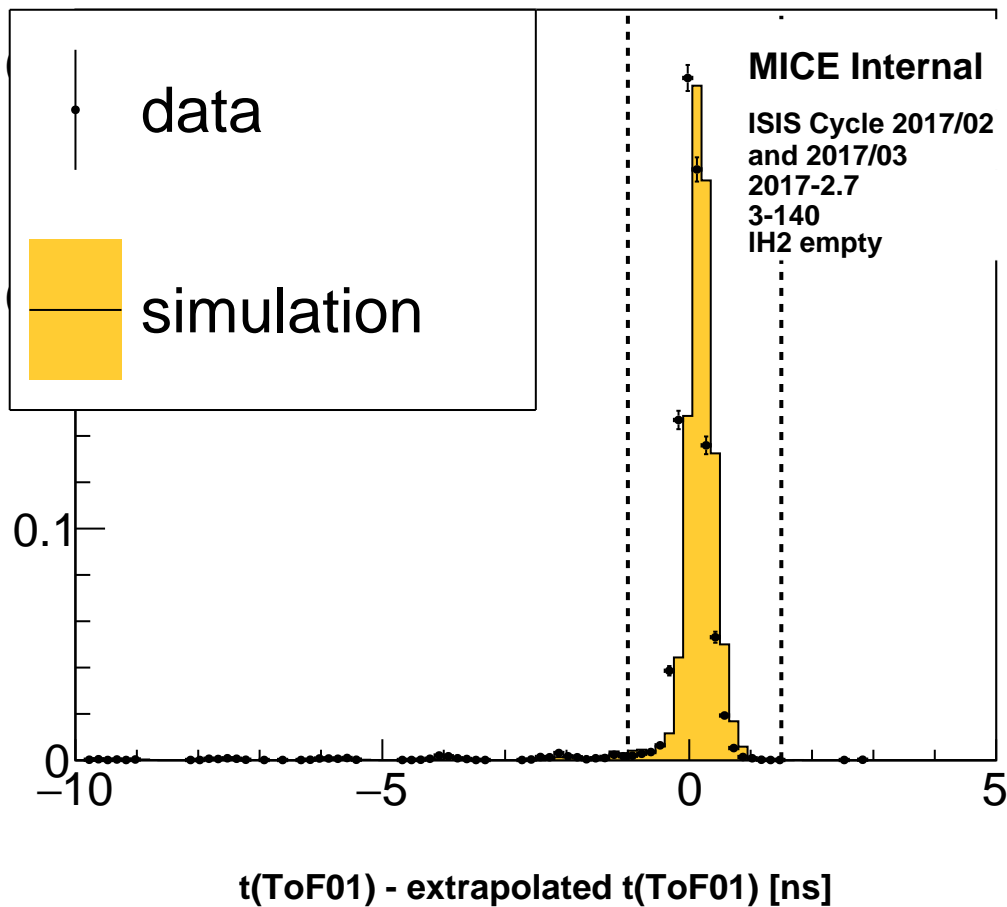 data
simulation
MICE Internal
ISIS Cycle 2017/02
and 2017/03
2017-2.7
3-140
lH2 empty
0.1
0
−10
−5
0
5
t(ToF01) - extrapolated t(ToF01) [ns]